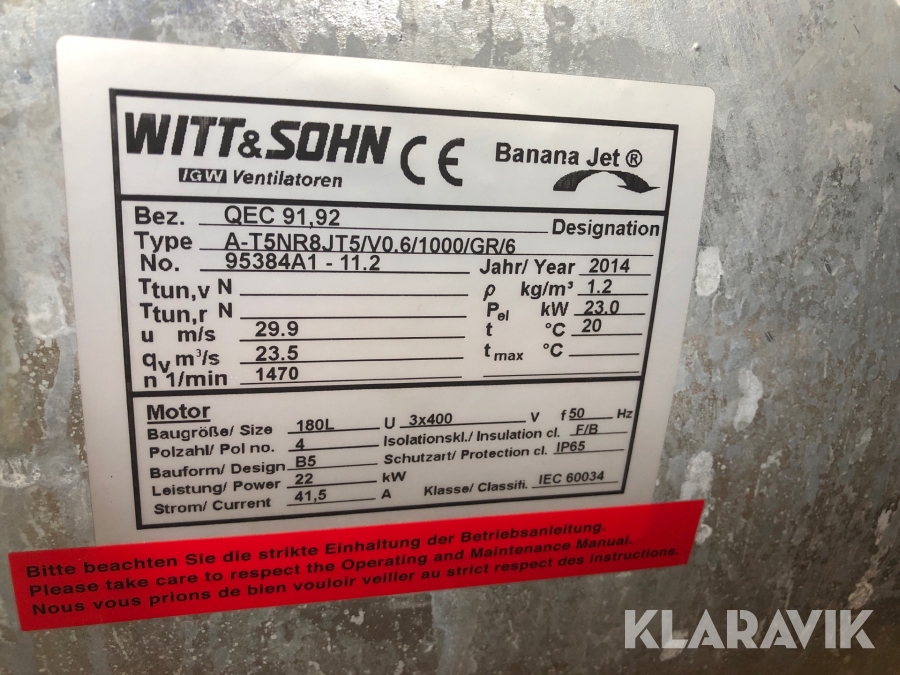 WITT&SOHN CE Banana Jet ®
IGW Ventilatoren
Bez. QEC 91,92 Designation
Type A-T5NR8JT5/V0.6/1000/GR/6
No. 95384A1 - 11.2 Jahr/ Year 2014
Ttun,v N ρ kg/m³ 1.2
Ttun,r N Pel kW 23.0
u m/s 29.9 t °C 20
qv m³/s 23.5 tmax °C
n 1/min 1470
Motor
Baugröße/ Size 180L U 3x400 V f 50 Hz
Polzahl/ Pol no. 4 Isolationskl./ Insulation cl. F/B
Bauform/ Design B5 Schutzart/ Protection cl. IP65
Leistung/ Power 22 kW
Strom/ Current 41,5 A Klasse/ Classifi. IEC 60034
Bitte beachten Sie die strikte Einhaltung der Betriebsanleitung.
Please take care to respect the Operating and Maintenance Manual.
Nous vous prions de bien vouloir veiller au strict respect des instructions.
KLARAVIK